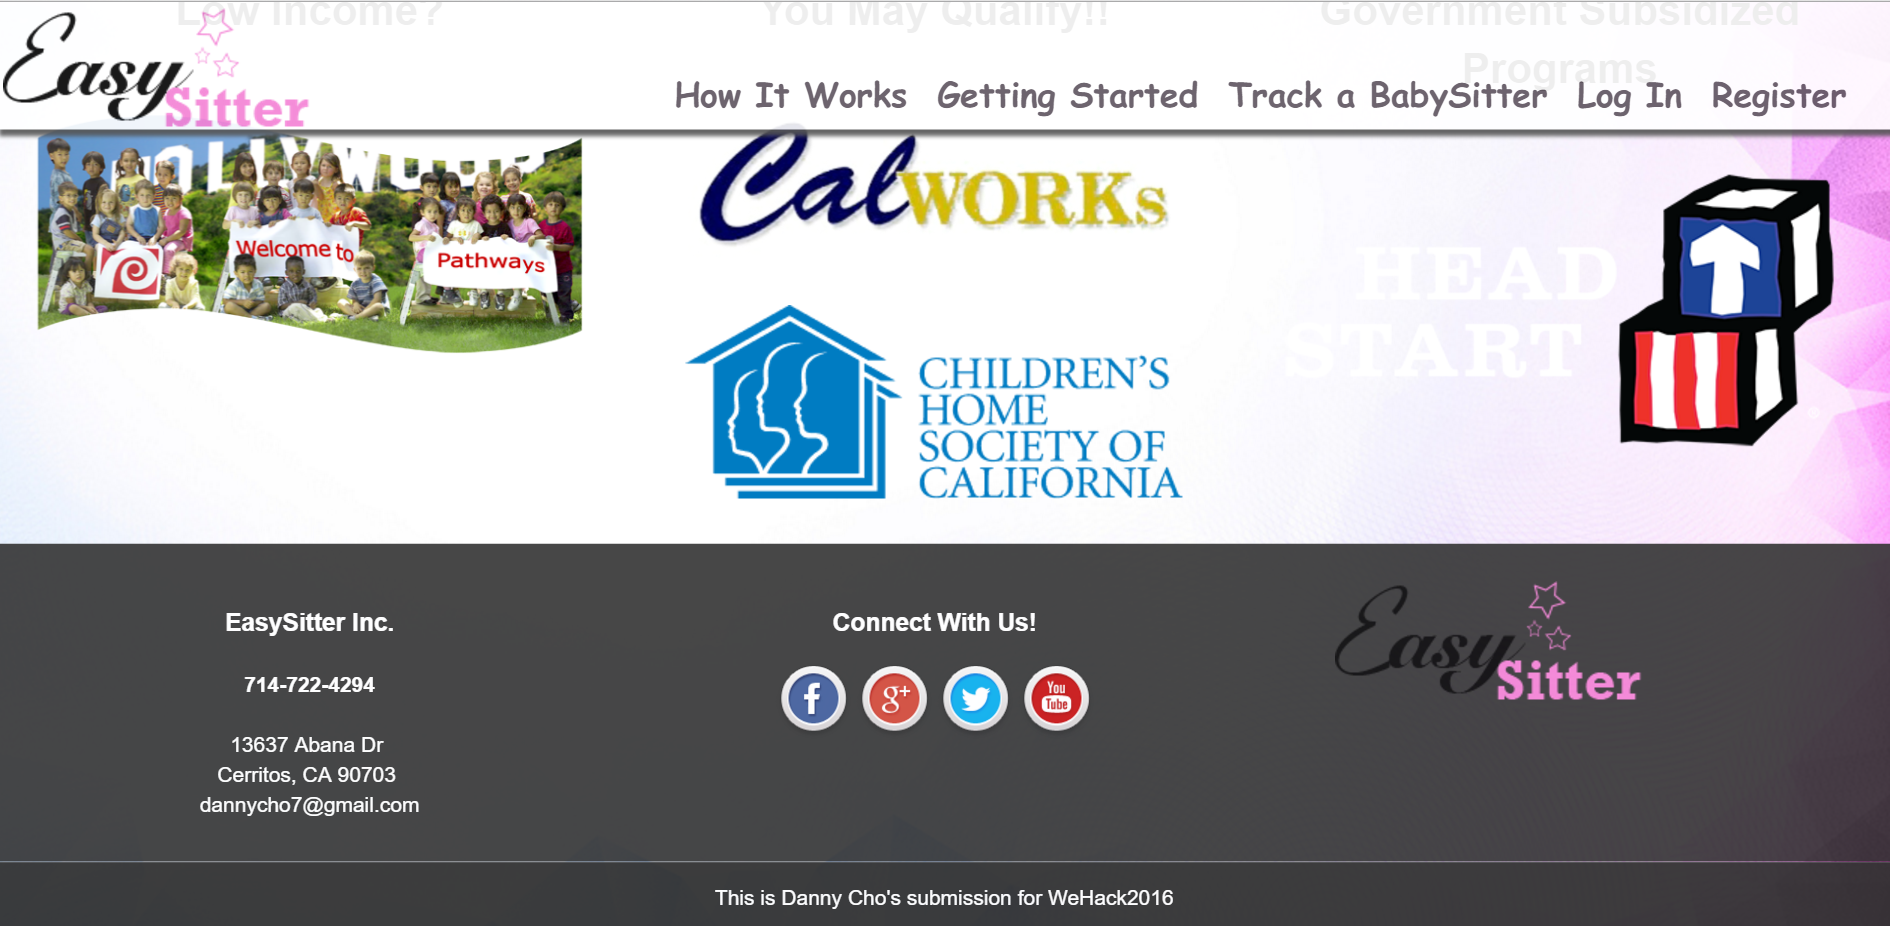 Low Income?
You May Qualify!!
Government Subsidized
Programs
Easy
Sitter
How It Works
Getting Started
Track a BabySitter
Log In
Register
HOLLYWOOD
Welcome to
Pathways
CalWORKs
CHILDREN'S
HOME
SOCIETY OF
CALIFORNIA
HEAD
START
®
EasySitter Inc.
714-722-4294
13637 Abana Dr
Cerritos, CA 90703
dannycho7@gmail.com
Connect With Us!
f
g+
You
Tube
Easy
Sitter
This is Danny Cho's submission for WeHack2016